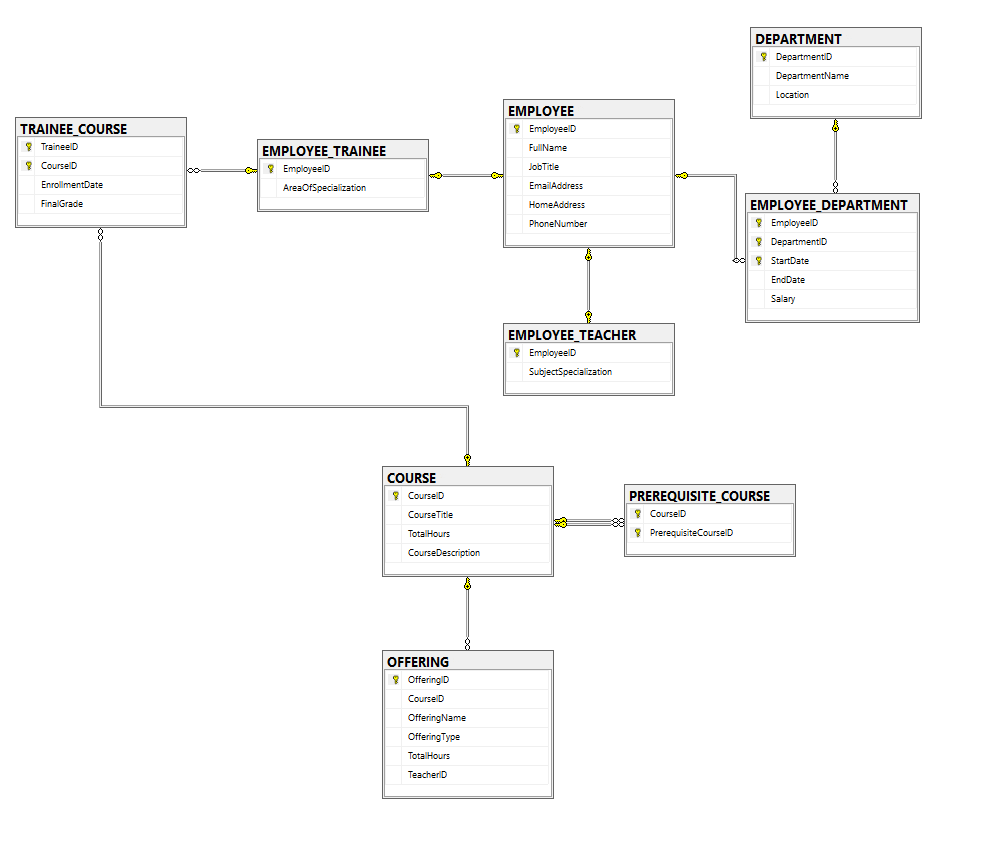 DEPARTMENT
DepartmentID
DepartmentName
Location
EMPLOYEE
EmployeeID
FullName
JobTitle
EmailAddress
HomeAddress
PhoneNumber
TRAINEE_COURSE
TraineeID
CourseID
EnrollmentDate
FinalGrade
EMPLOYEE_TRAINEE
EmployeeID
AreaOfSpecialization
EMPLOYEE_DEPARTMENT
EmployeeID
DepartmentID
StartDate
EndDate
Salary
EMPLOYEE_TEACHER
EmployeeID
SubjectSpecialization
COURSE
CourseID
CourseTitle
TotalHours
CourseDescription
PREREQUISITE_COURSE
CourseID
PrerequisiteCourseID
OFFERING
OfferingID
CourseID
OfferingName
OfferingType
TotalHours
TeacherID